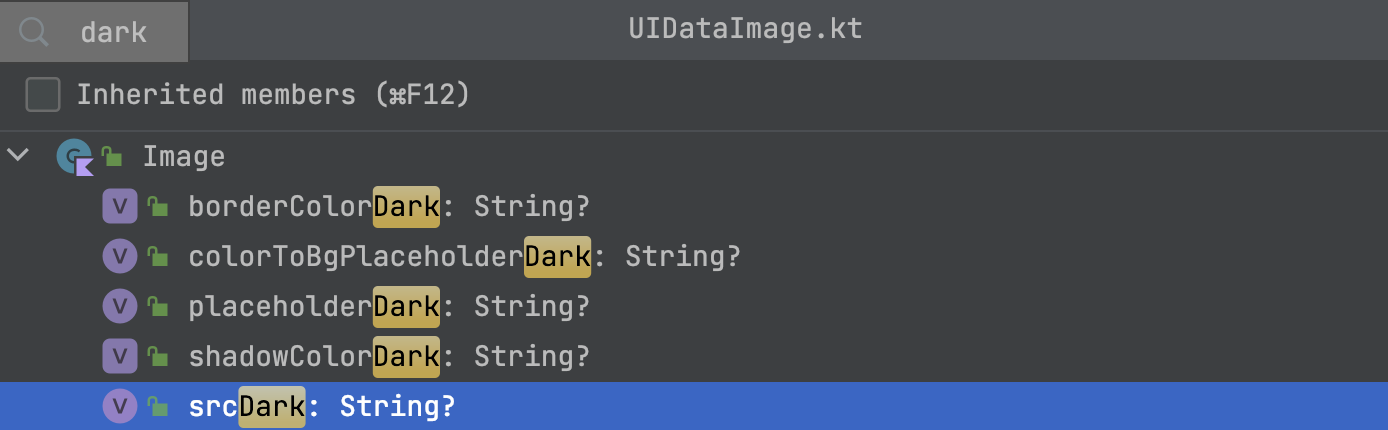 dark
UIDataImage.kt
Inherited members (⌘F12)
Image
borderColorDark: String?
colorToBgPlaceholderDark: String?
placeholderDark: String?
shadowColorDark: String?
srcDark: String?